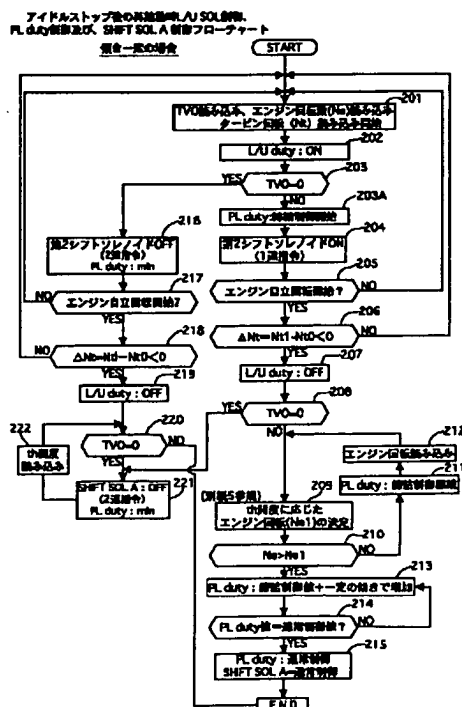 アイドルストップ後の再始動時L/U SOL制御、
PL duty制御及び、SHIFT SOL A 制御フローチャート
傾き一定の場合
START
201
TVO読み込み、エンジン回転数(Ne)読み込み
タービン回転(Nt)読み込み開始
202
L/U duty : ON
203
YES
TVO=0
NO
203A
PL duty:締結制御開始
204
216
第2シフトソレノイドOFF
(2速指令)
PL duty : min
第2シフトソレノイドON
(1速指令)
217
205
NO
エンジン自立回転開始?
エンジン自立回転開始?
NO
YES
218
YES
206
NO
△Nt=Nt1-Nt0<0
△Nt=Nt1-Nt0<0
NO
YES
219
YES
207
L/U duty : OFF
L/U duty : OFF
222
220
YES
208
th開度
読み込み
TVO=0
NO
TVO=0
YES
NO
212
エンジン回転読み込み
211
SHIFT SOL A : OFF
(2速指令)
PL duty : min
221
PL duty :
209
th開度に応じた
エンジン回転(Ne1)の決定
210
Ne>Ne1
NO
YES
213
PL duty : 締結制御値+一定の傾きで増加
214
PL duty値=通常制御値?
NO
YES
215
PL duty : 通常制御
SHIFT SOL A→通常制御
END